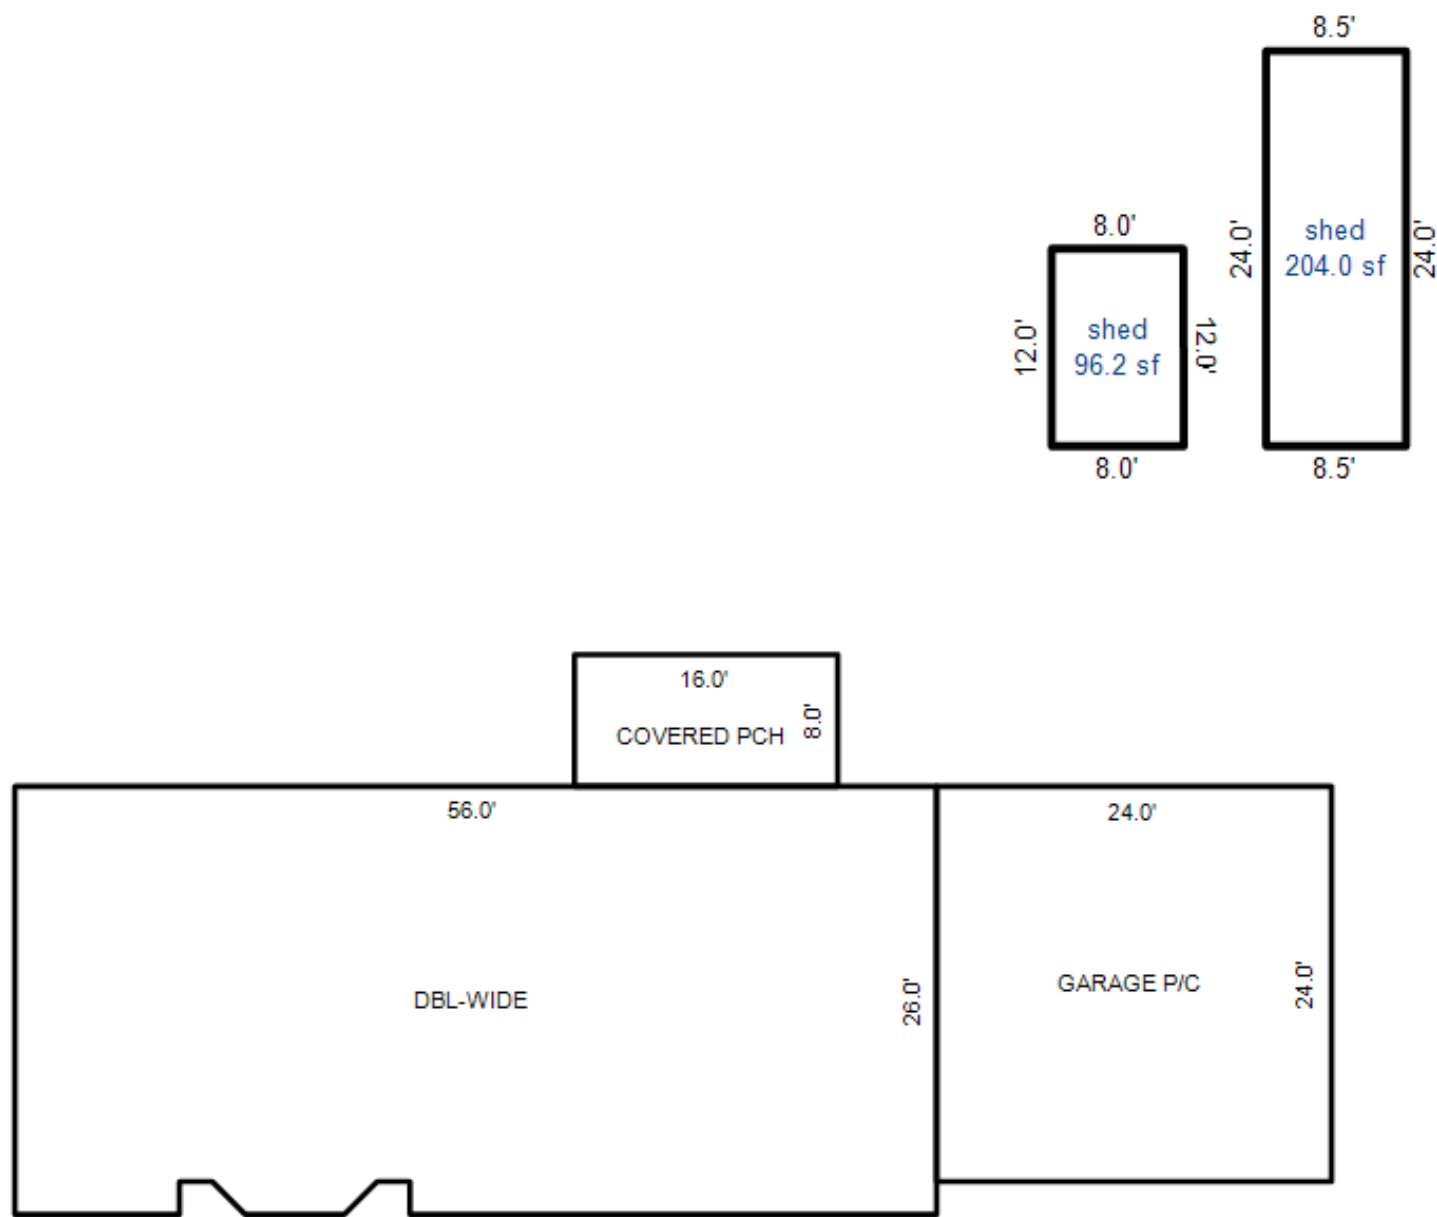 8.5'
8.0'
24.0'
shed
204.0 sf
24.0'
12.0'
shed
96.2 sf
12.0'
8.0'
8.5'
16.0'
COVERED PCH
8.0'
56.0'
24.0'
DBL-WIDE
26.0'
GARAGE P/C
24.0'